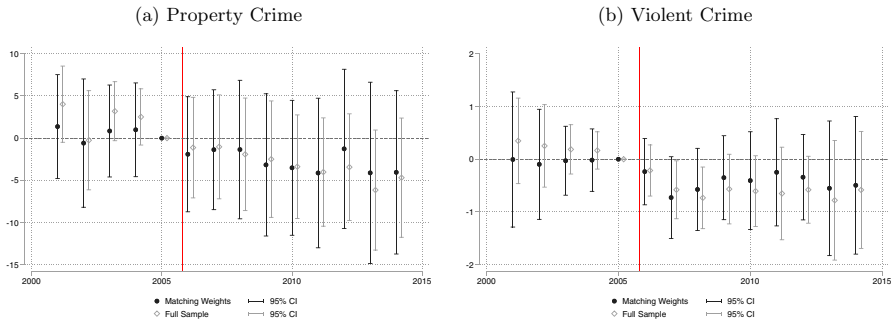 (a) Property Crime
10
5
0
-5
-10
-15
2000
2005
2010
2015
Matching Weights
95% CI
Full Sample
95% CI
(b) Violent Crime
2
1
0
-1
-2
2000
2005
2010
2015
Matching Weights
95% CI
Full Sample
95% CI